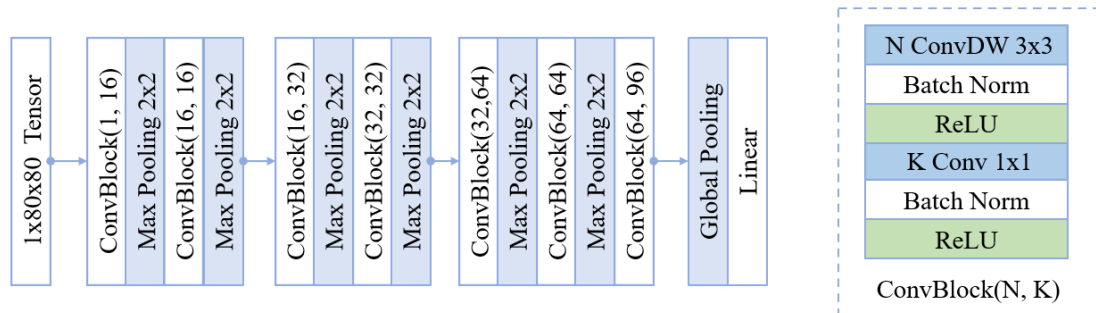 1x80x80 Tensor
ConvBlock(1, 16)
Max Pooling 2x2
ConvBlock(16, 16)
Max Pooling 2x2
ConvBlock(16, 32)
Max Pooling 2x2
ConvBlock(32, 32)
Max Pooling 2x2
ConvBlock(32,64)
Max Pooling 2x2
ConvBlock(64, 64)
Max Pooling 2x2
ConvBlock(64, 96)
Global Pooling
Linear
N ConvDW 3x3
Batch Norm
ReLU
K Conv 1x1
Batch Norm
ReLU
ConvBlock(N, K)